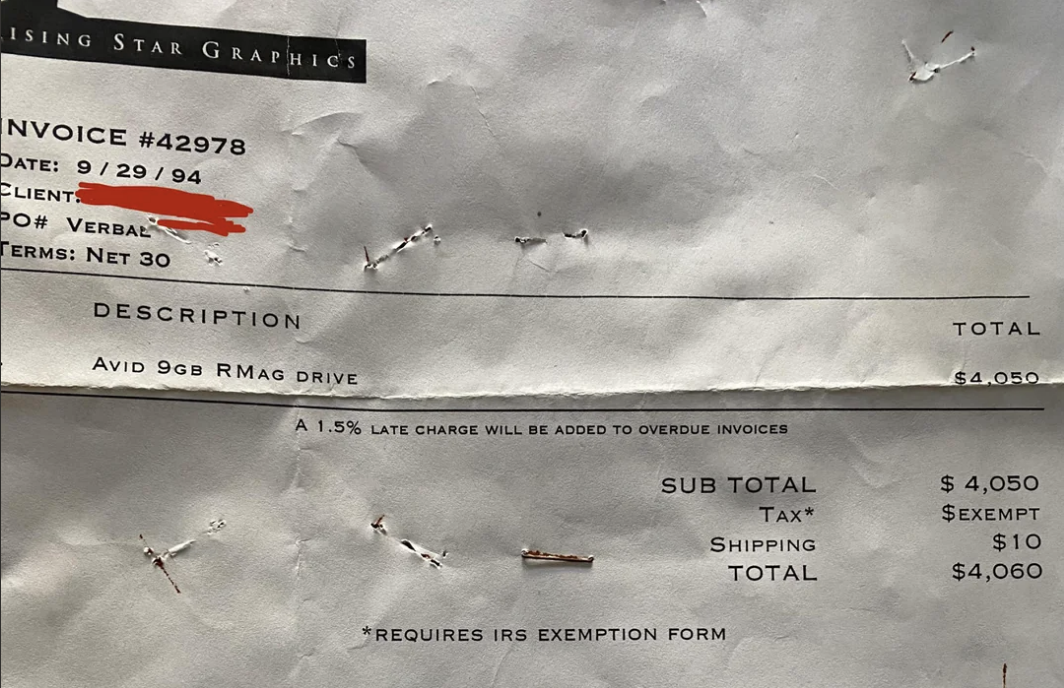 ISING STAR GRAPHICS
NVOICE #42978
DATE: 9 / 29 / 94
CLIENT:
PO# VERBAL
TERMS: NET 30
DESCRIPTION TOTAL
AVID 9GB RMAG DRIVE $4,050
A 1.5% LATE CHARGE WILL BE ADDED TO OVERDUE INVOICES
SUB TOTAL $ 4,050
TAX* $EXEMPT
SHIPPING $10
TOTAL $4,060
*REQUIRES IRS EXEMPTION FORM